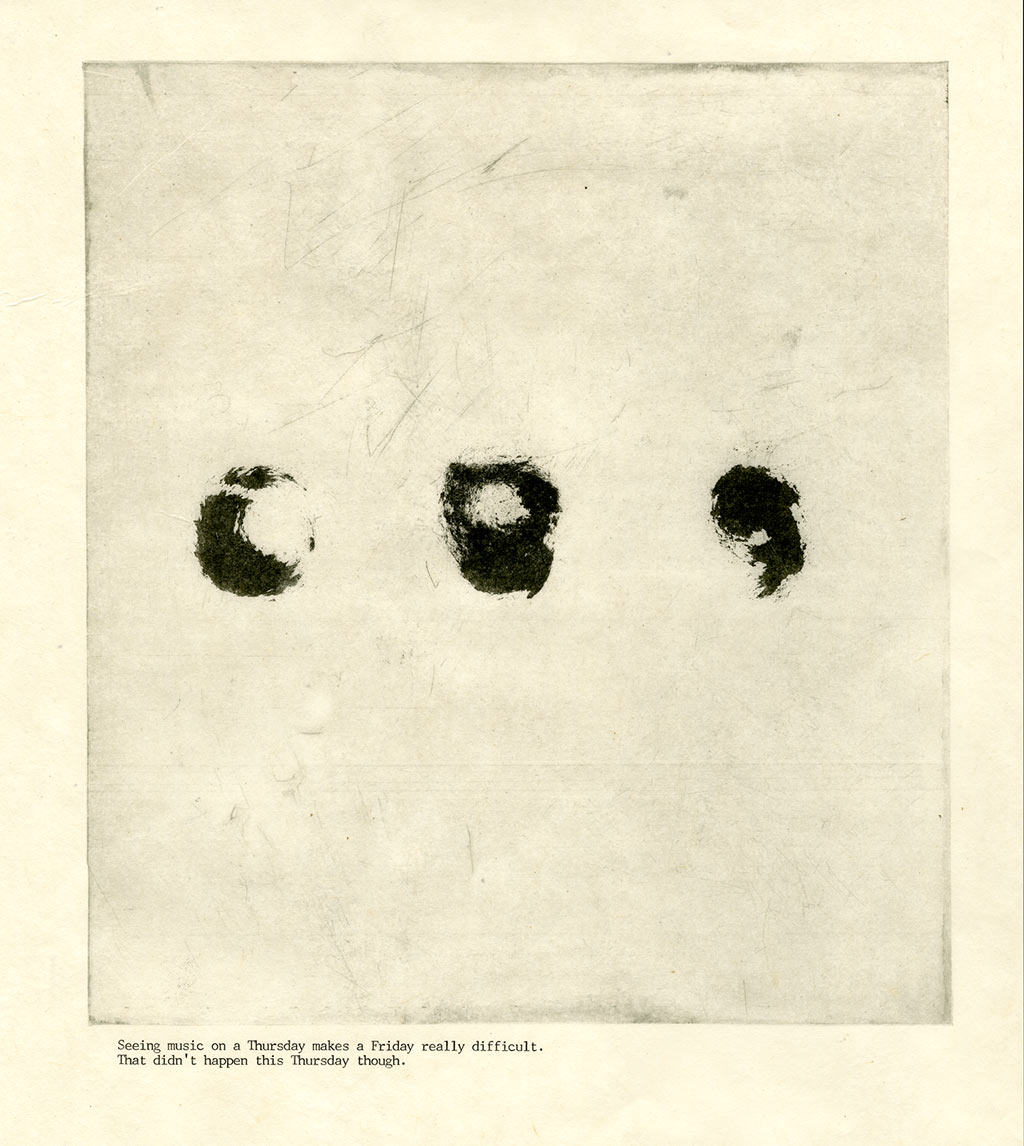 Seeing music on a Thursday makes a Friday really difficult.
That didn't happen this Thursday though.